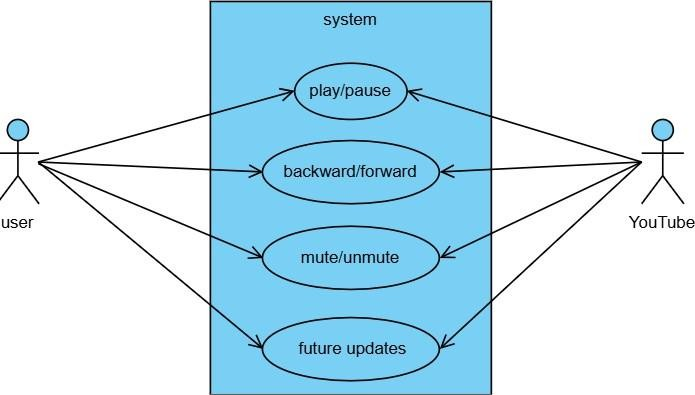 system
play/pause
backward/forward
user
YouTube
mute/unmute
future updates